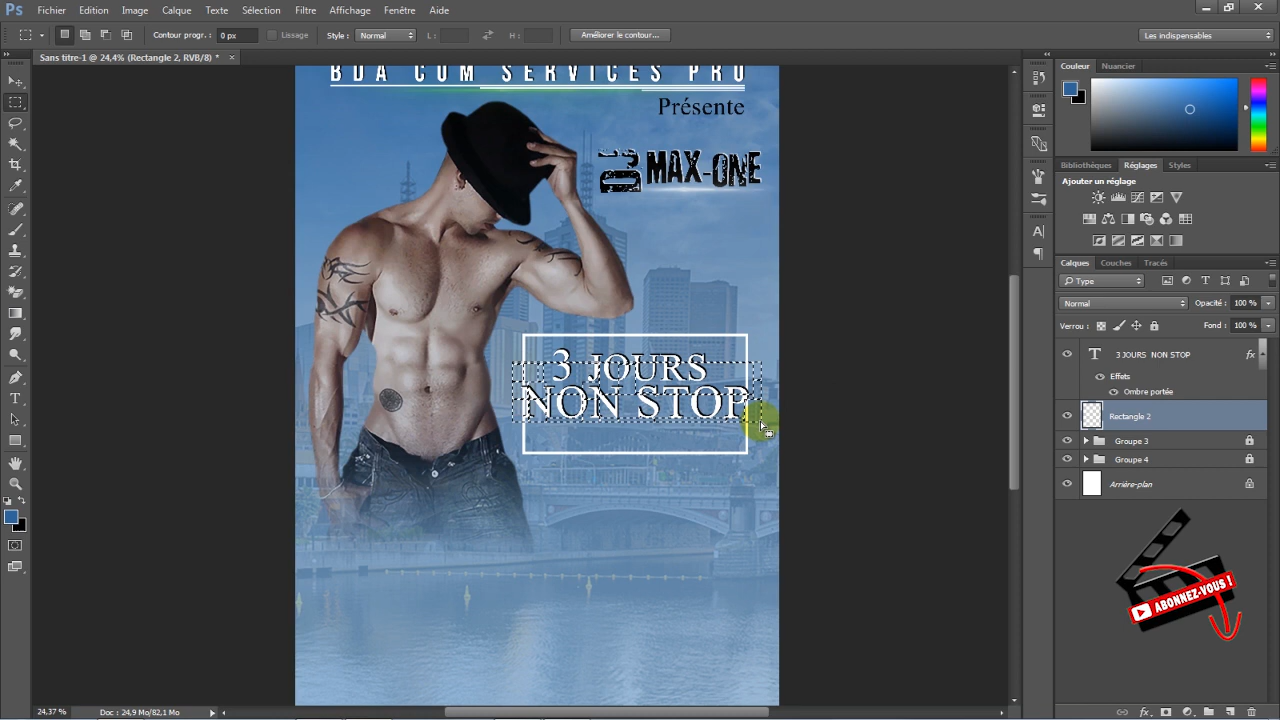 Ps Fichier Edition Image Calque Texte Sélection Filtre Affichage Fenêtre Aide
Contour progr. : 0 px Lissage Style : Normal L : H : Améliorer le contour... Les indispensables
Sans titre-1 @ 24,4% (Rectangle 2, RVB/8) * ×
BDA COM SERVICES PRO
Présente
DJ MAX-ONE
3 JOURS
NON STOP
Couleur Nuancier
Bibliothèques Réglages Styles
Ajouter un réglage
Calques Couches Tracés
Type
Normal Opacité : 100 %
Verrou : Fond : 100 %
T 3 JOURS NON STOP fx
Effets
Ombre portée
Rectangle 2
Groupe 3
Groupe 4
Arrière-plan
ABONNEZ-VOUS !
24,37 % Doc : 24,9 Mo/82,1 Mo